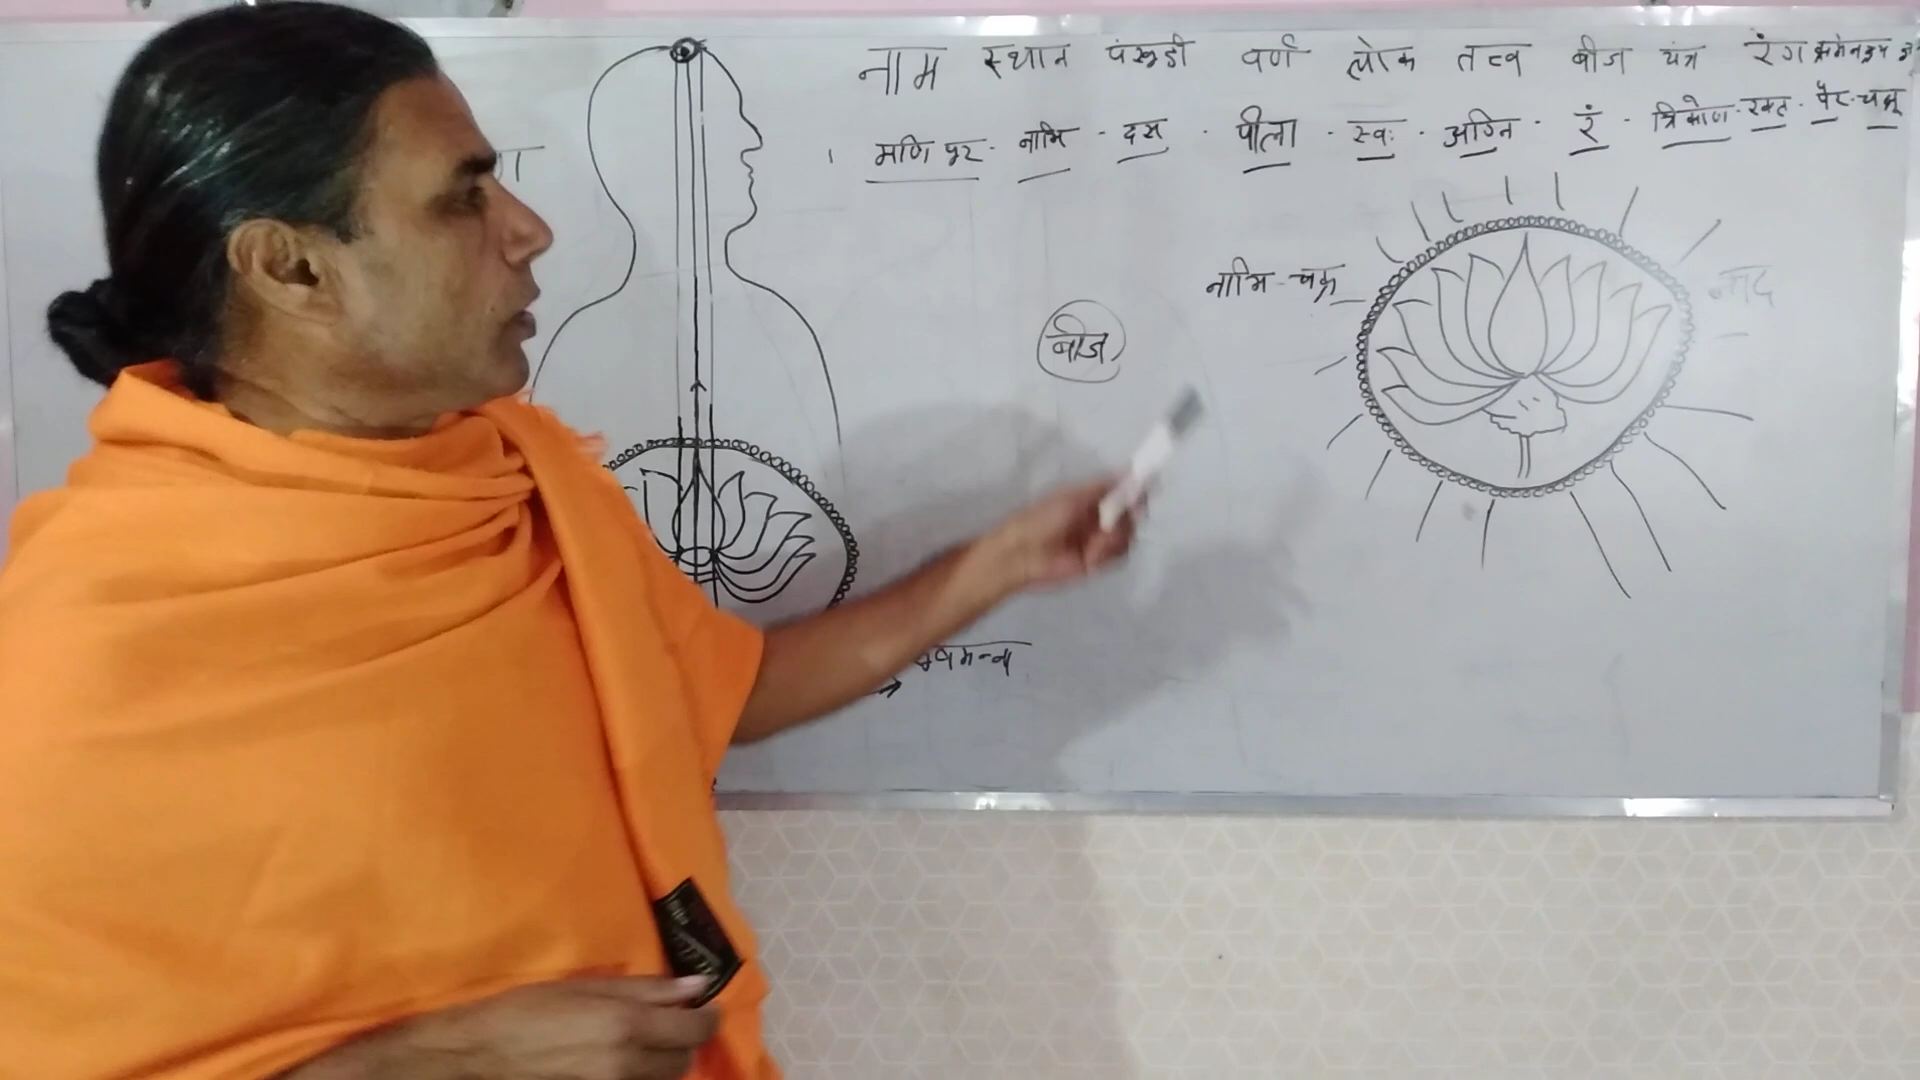 नाम स्थान पंखुडी वर्ण लोक तत्व बीज यंत्र रंग
मणिपुर - नाभि - दस - पीला - स्वः - अग्नि - रं - त्रिकोण - रक्त - पैर - चक्षु
नाभि - चक्र
बीज